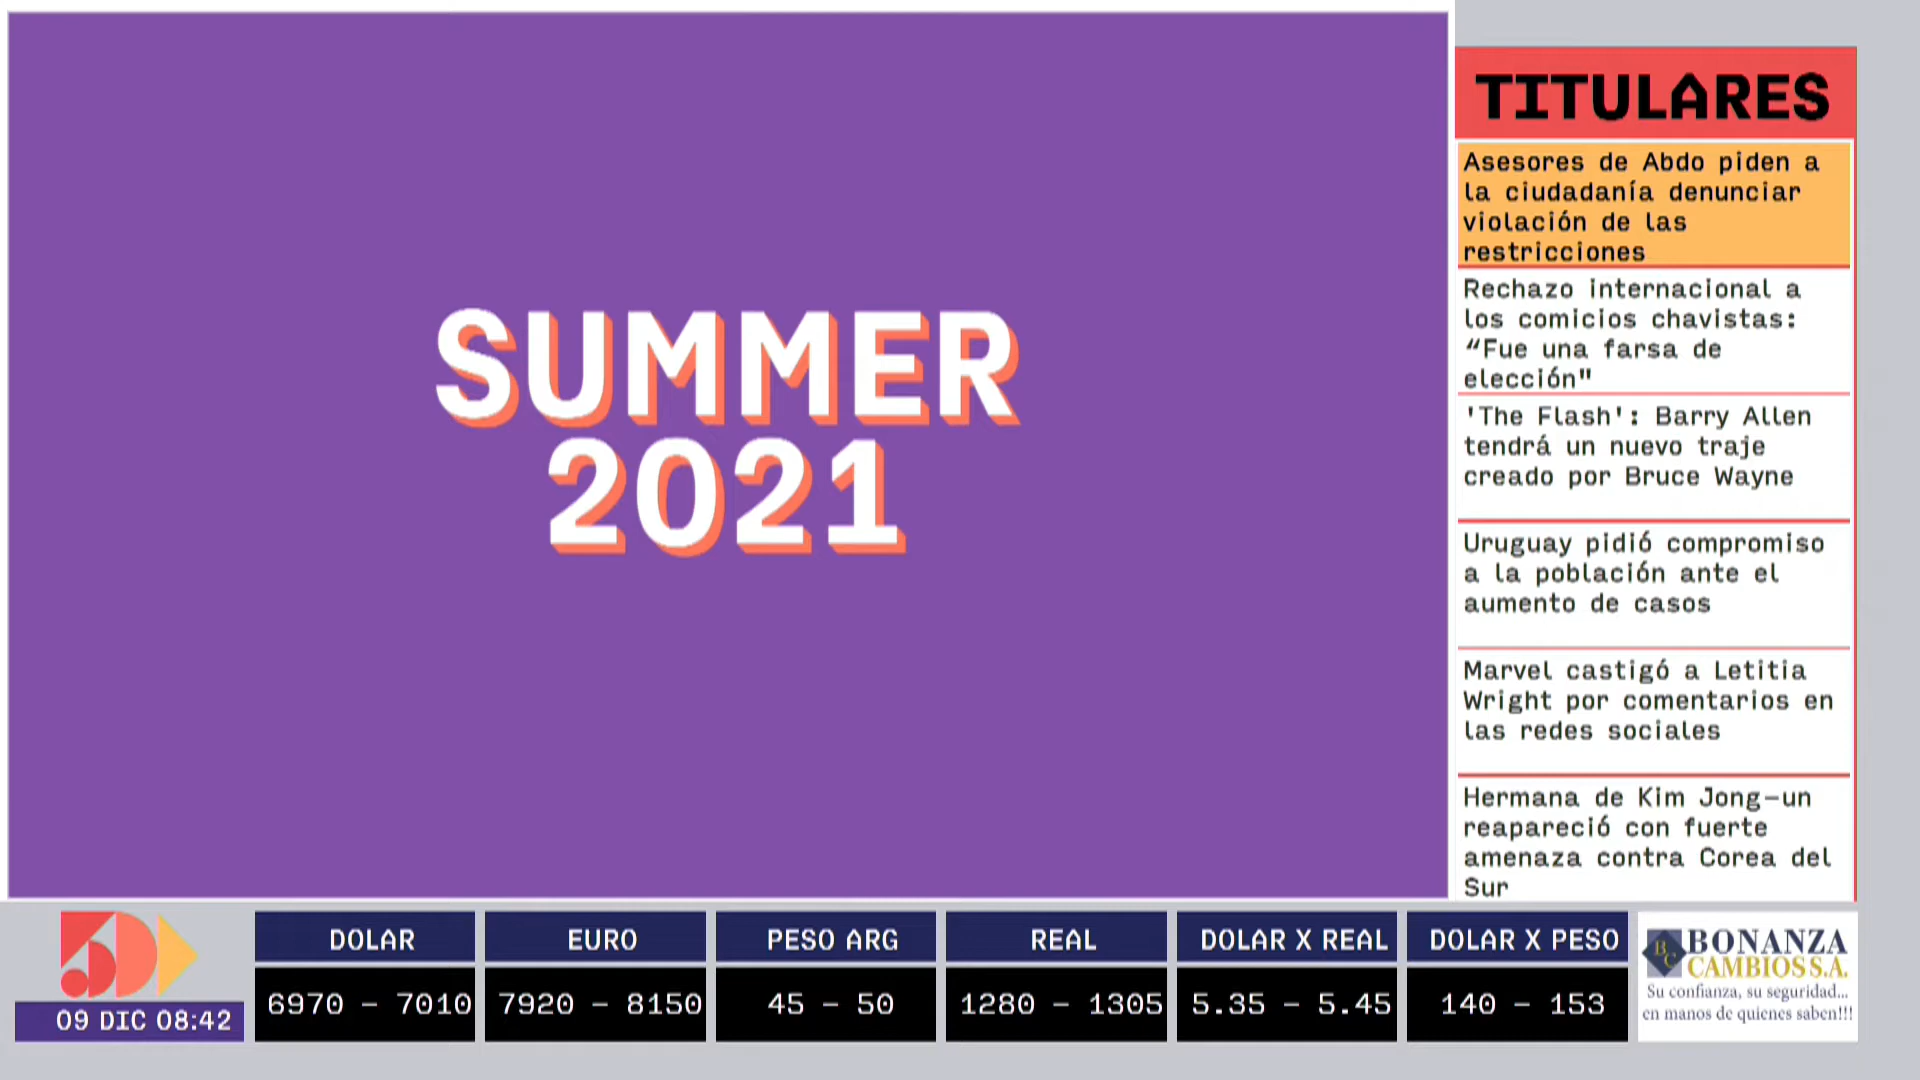 SUMMER
2021
TITULARES
Asesores de Abdo piden a
la ciudadanía denunciar
violación de las
restricciones
Rechazo internacional a
los comicios chavistas:
“Fue una farsa de
elección"
'The Flash': Barry Allen
tendrá un nuevo traje
creado por Bruce Wayne
Uruguay pidió compromiso
a la población ante el
aumento de casos
Marvel castigó a Letitia
Wright por comentarios en
las redes sociales
Hermana de Kim Jong-un
reapareció con fuerte
amenaza contra Corea del
Sur
5D
09 DIC 08:42
DOLAR
6970 - 7010
EURO
7920 - 8150
PESO ARG
45 - 50
REAL
1280 - 1305
DOLAR X REAL
5.35 - 5.45
DOLAR X PESO
140 - 153
BC
BONANZA
CAMBIOS S.A.
Su confianza, su seguridad...
en manos de quienes saben!!!